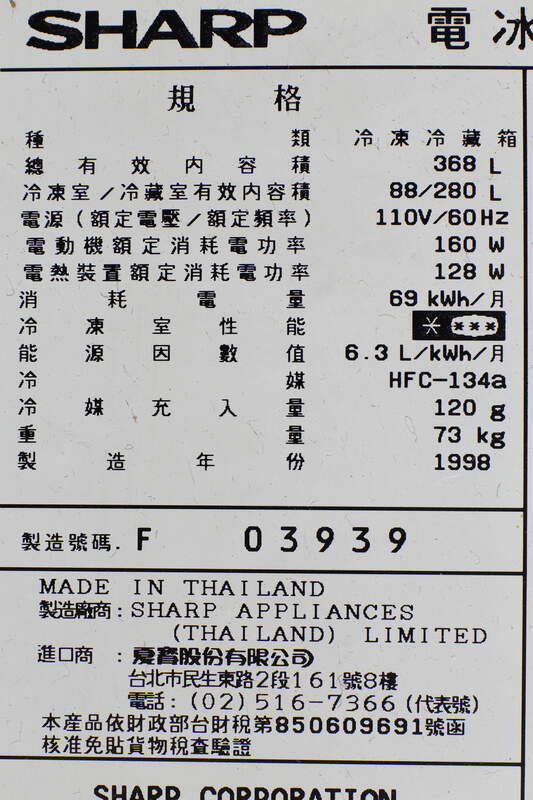 SHARP 電冰
規格
種類 冷凍冷藏箱
總有效內容積 368 L
冷凍室/冷藏室有效內容積 88/280 L
電源(額定電壓/額定頻率) 110V/60Hz
電動機額定消耗電功率 160 W
電熱裝置額定消耗電功率 128 W
消耗電量 69 kWh/月
冷凍室性能 * ***
能源因數值 6.3 L/kWh/月
冷媒 HFC-134a
冷媒充入量 120 g
重量 73 kg
製造年份 1998
製造號碼. F 03939
MADE IN THAILAND
製造廠商:SHARP APPLIANCES
(THAILAND) LIMITED
進口商 :夏寶股份有限公司
台北市民生東路2段161號8樓
電話:(02)516-7366(代表號)
本產品依財政部台財稅第850609691號函
核准免貼貨物稅查驗證
SHARP CORPORATION